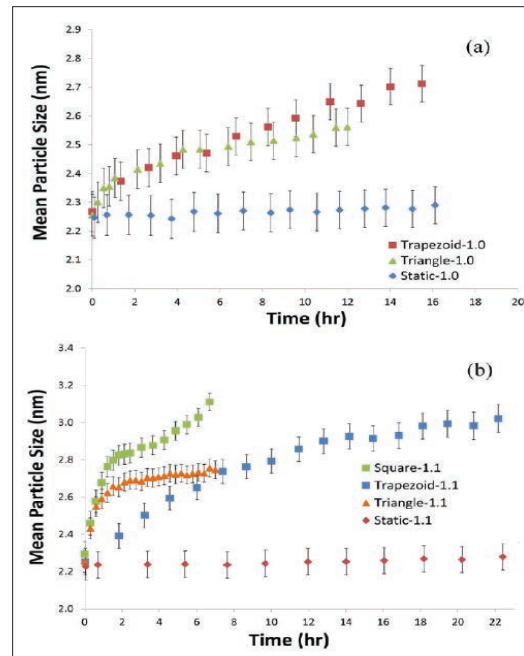 2.9
(a)
2.8
2.7
2.6
2.5
2.4
2.3
2.2
2.1
2.0
Mean Particle Size (nm)
Trapezoid-1.0
Triangle-1.0
Static-1.0
0 2 4 6 8 10 12 14 16 18 20
Time (hr)
3.4
(b)
3.2
3.0
2.8
2.6
2.4
2.2
2.0
Mean Particle Size (nm)
Square-1.1
Trapezoid-1.1
Triangle-1.1
Static-1.1
0 2 4 6 8 10 12 14 16 18 20 22
Time (hr)